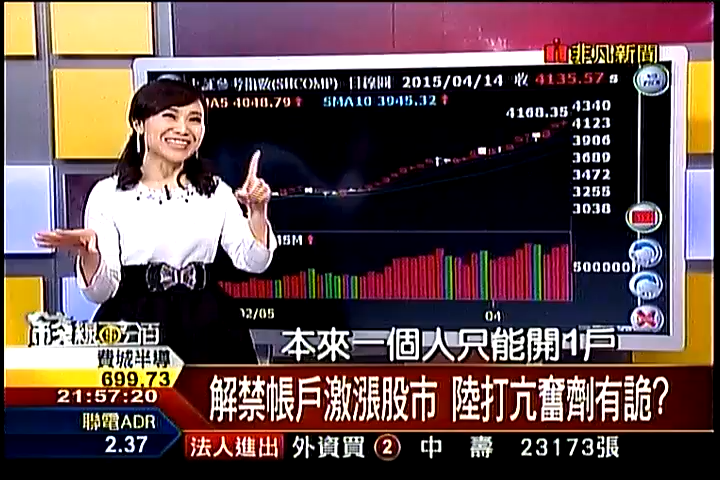 非凡新聞
上証綜合指數(SHCOMP) 日線圖 2015/04/14 收 4135.57 s
MA5 4048.79↑ SMA10 3945.32↑
4168.35
4340
4123
3906
3689
3472
3255
3038
500000
02/05
04
錢線百分百
本來一個人只能開1戶
費城半導
699.73
21:57:20
解禁帳戶激漲股市 陸打亢奮劑有詭?
聯電ADR
2.37
法人進出 外資買 2 中壽 23173張